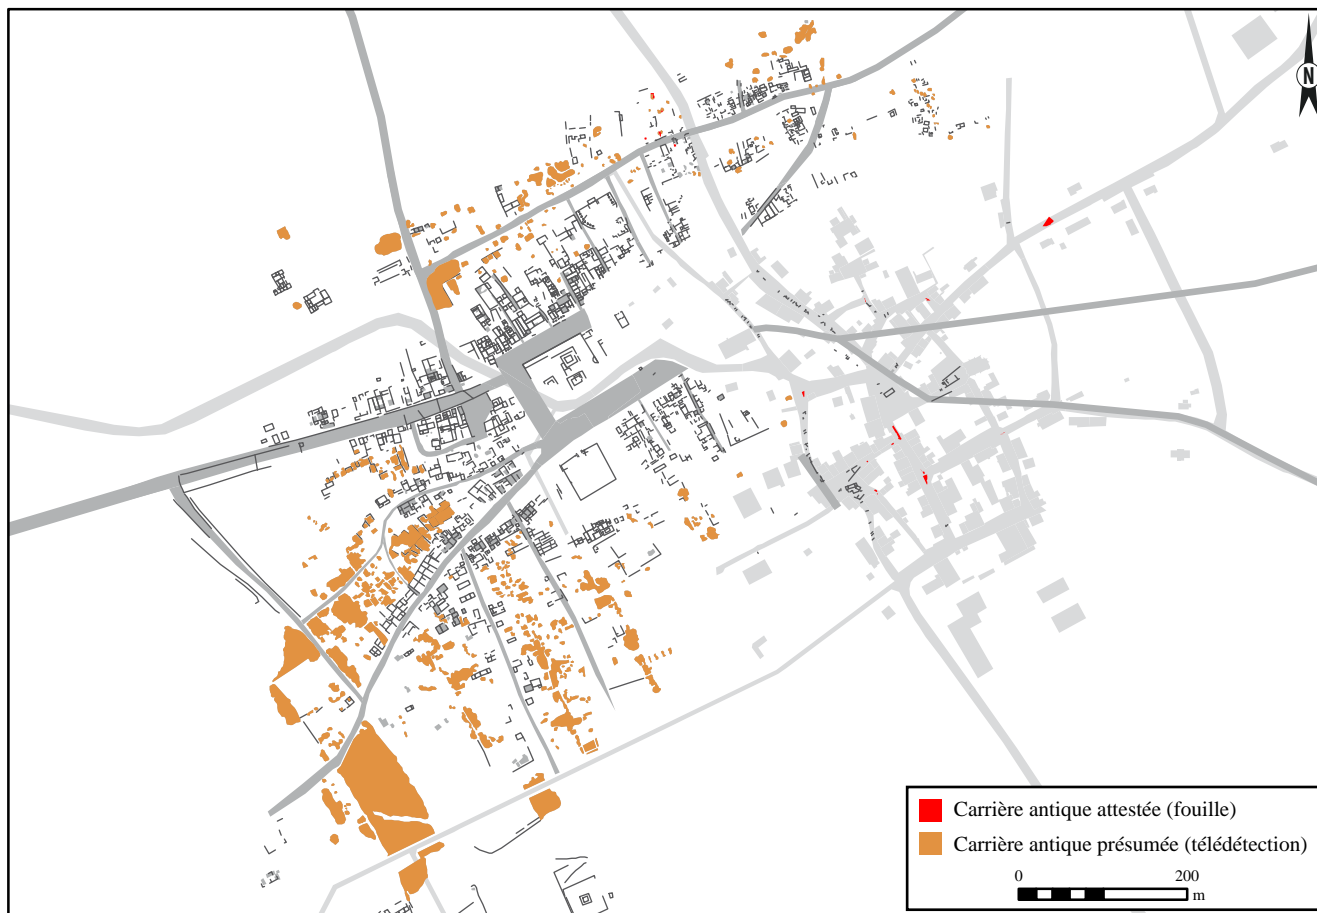 N
Carrière antique attestée (fouille)
Carrière antique présumée (télédétection)
0 200
m